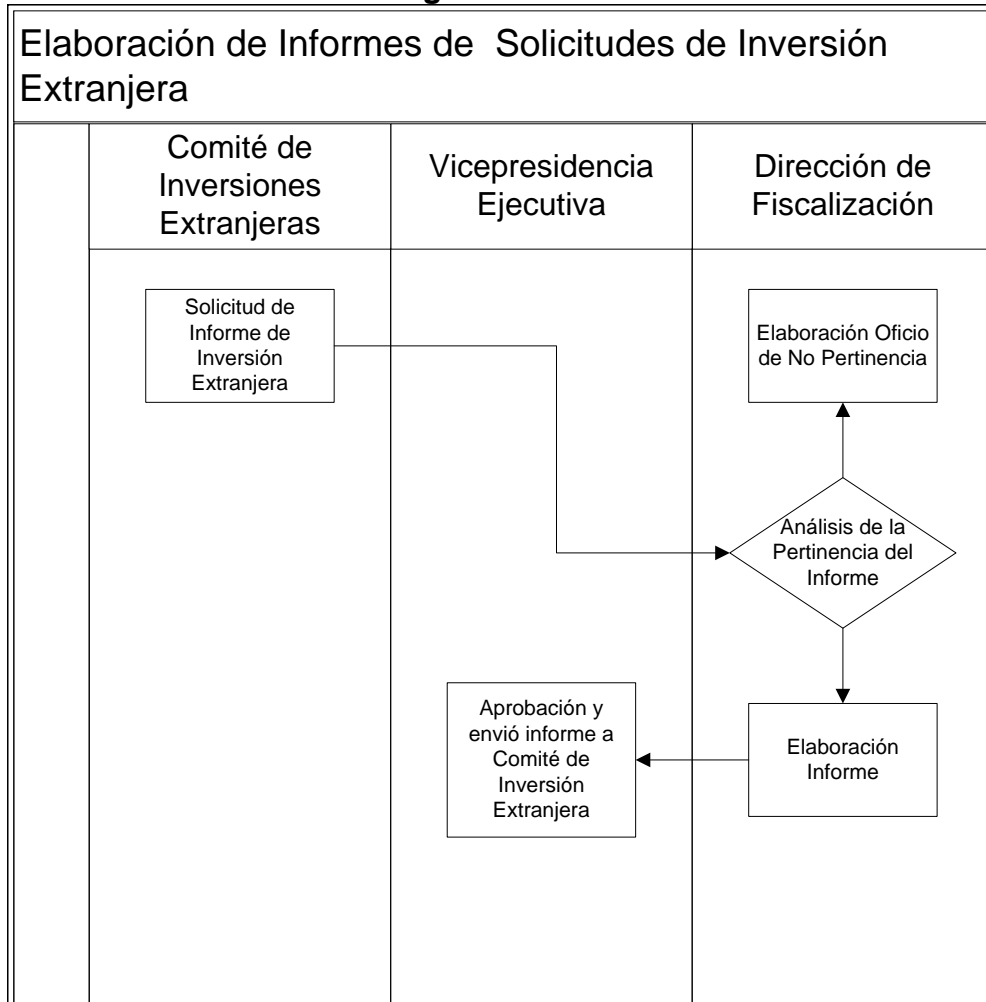 Elaboración de Informes de Solicitudes de Inversión
Extranjera
Comité de
Inversiones
Extranjeras
Vicepresidencia
Ejecutiva
Dirección de
Fiscalización
Solicitud de
Informe de
Inversión
Extranjera
Elaboración Oficio
de No Pertinencia
Análisis de la
Pertinencia del
Informe
Aprobación y
envió informe a
Comité de
Inversión
Extranjera
Elaboración
Informe